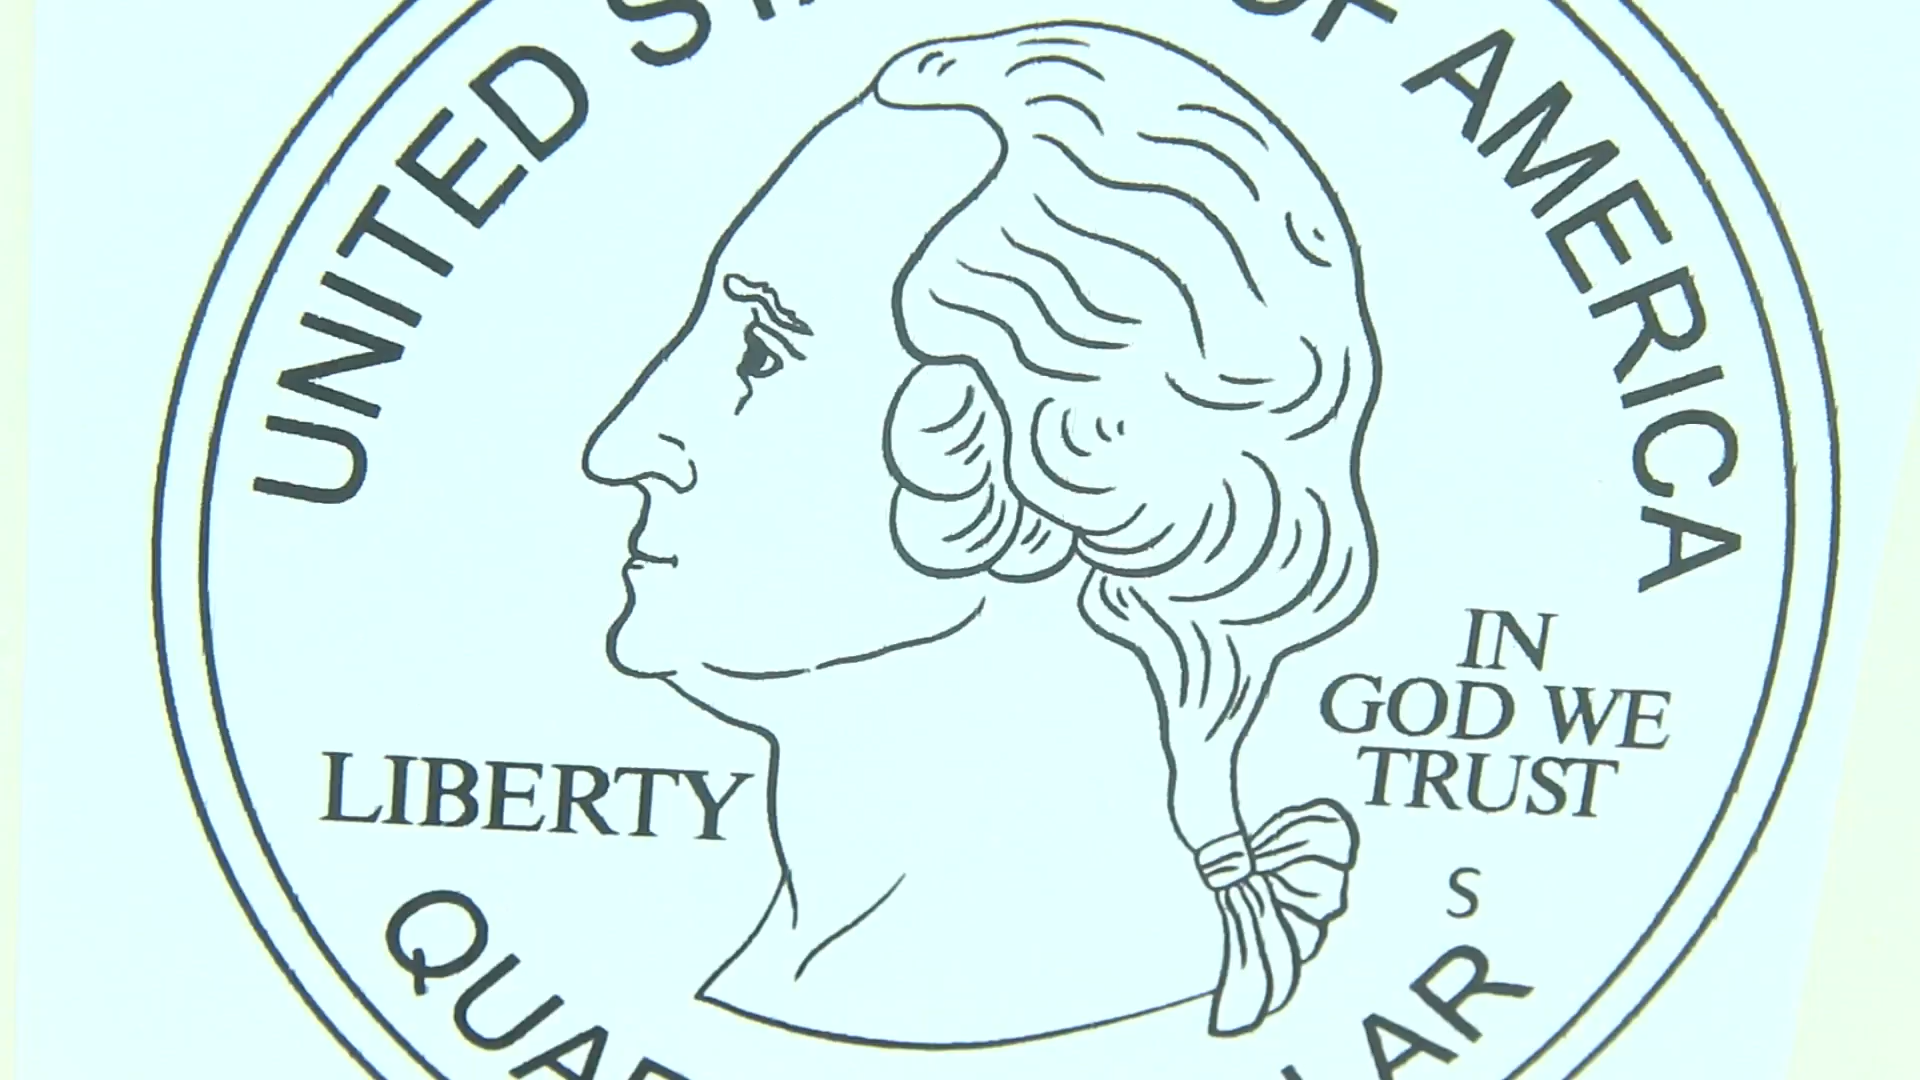 UNITED
OF AMERICA
LIBERTY
IN
GOD WE
TRUST
S